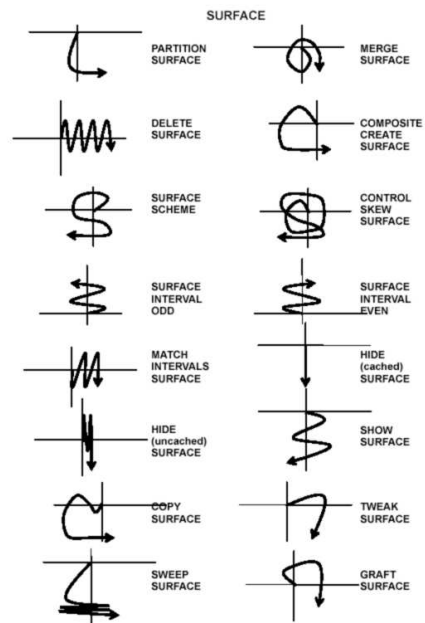 SURFACE
PARTITION
SURFACE
MERGE
SURFACE
DELETE
SURFACE
COMPOSITE
CREATE
SURFACE
SURFACE
SCHEME
CONTROL
SKEW
SURFACE
SURFACE
INTERVAL
ODD
SURFACE
INTERVAL
EVEN
MATCH
INTERVALS
SURFACE
HIDE
(cached)
SURFACE
HIDE
(uncached)
SURFACE
SHOW
SURFACE
COPY
SURFACE
TWEAK
SURFACE
SWEEP
SURFACE
GRAFT
SURFACE